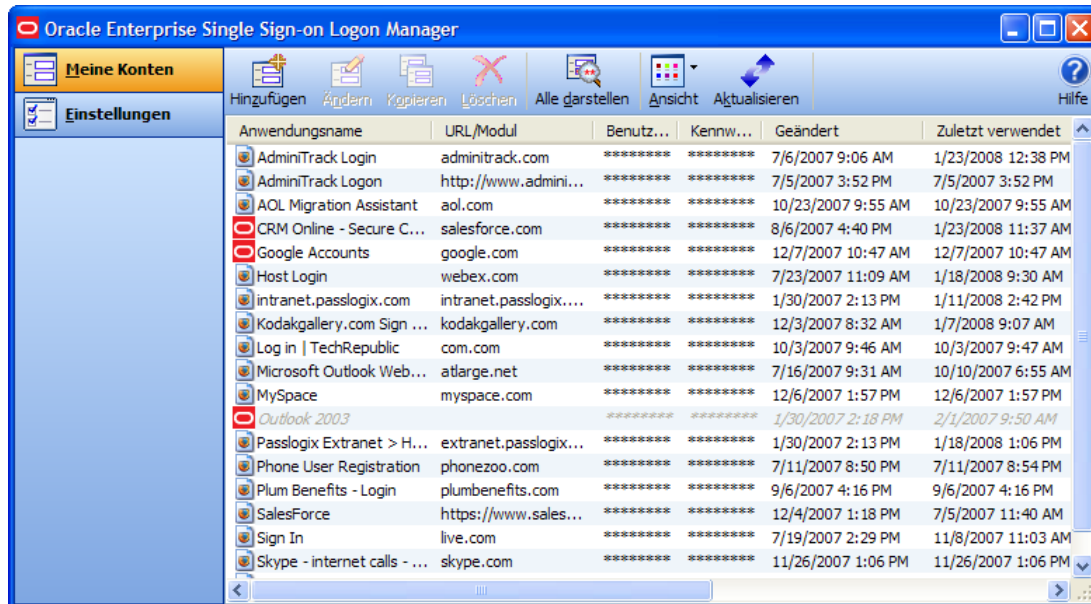 Oracle Enterprise Single Sign-on Logon Manager
Meine Konten
Einstellungen
Hinzufügen Ändern Kopieren Löschen Alle darstellen Ansicht Aktualisieren Hilfe
Anwendungsname URL/Modul Benutz... Kennw... Geändert Zuletzt verwendet
AdminiTrack Login adminitrack.com ******** ******** 7/6/2007 9:06 AM 1/23/2008 12:38 PM
AdminiTrack Logon http://www.admini... ******** ******** 7/5/2007 3:52 PM 7/5/2007 3:52 PM
AOL Migration Assistant aol.com ******** ******** 10/23/2007 9:55 AM 10/23/2007 9:55 AM
CRM Online - Secure C... salesforce.com ******** ******** 8/6/2007 4:40 PM 1/23/2008 11:37 AM
Google Accounts google.com ******** ******** 12/7/2007 10:47 AM 12/7/2007 10:47 AM
Host Login webex.com ******** ******** 7/23/2007 11:09 AM 1/18/2008 9:30 AM
intranet.passlogix.com intranet.passlogix.... ******** ******** 1/30/2007 2:13 PM 1/11/2008 2:42 PM
Kodakgallery.com Sign ... kodakgallery.com ******** ******** 12/3/2007 8:32 AM 1/7/2008 9:07 AM
Log in | TechRepublic com.com ******** ******** 10/3/2007 9:46 AM 10/3/2007 9:47 AM
Microsoft Outlook Web... atlarge.net ******** ******** 7/16/2007 9:31 AM 10/10/2007 6:55 AM
MySpace myspace.com ******** ******** 12/6/2007 1:57 PM 12/6/2007 1:57 PM
Outlook 2003 ******** ******** 1/30/2007 2:18 PM 2/1/2007 9:50 AM
Passlogix Extranet > H... extranet.passlogix... ******** ******** 1/30/2007 2:13 PM 1/18/2008 1:06 PM
Phone User Registration phonezoo.com ******** ******** 7/11/2007 8:50 PM 7/11/2007 8:54 PM
Plum Benefits - Login plumbenefits.com ******** ******** 9/6/2007 4:16 PM 9/6/2007 4:16 PM
SalesForce https://www.sales... ******** ******** 12/4/2007 1:18 PM 7/5/2007 11:40 AM
Sign In live.com ******** ******** 7/19/2007 2:29 PM 11/8/2007 11:03 AM
Skype - internet calls - ... skype.com ******** ******** 11/26/2007 1:06 PM 11/26/2007 1:06 PM